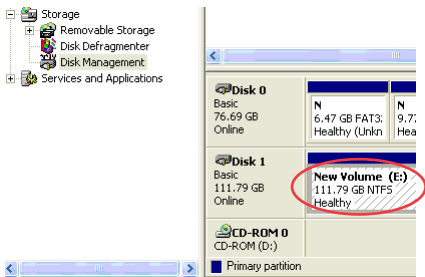 Storage
Removable Storage
Disk Defragmenter
Disk Management
Services and Applications
Disk 0
Basic
76.69 GB
Online
N
6.47 GB FAT32
Healthy (Unkn
N
9.77
Hea
Disk 1
Basic
111.79 GB
Online
New Volume (E:)
111.79 GB NTFS
Healthy
CD-ROM 0
CD-ROM (D:)
Primary partition